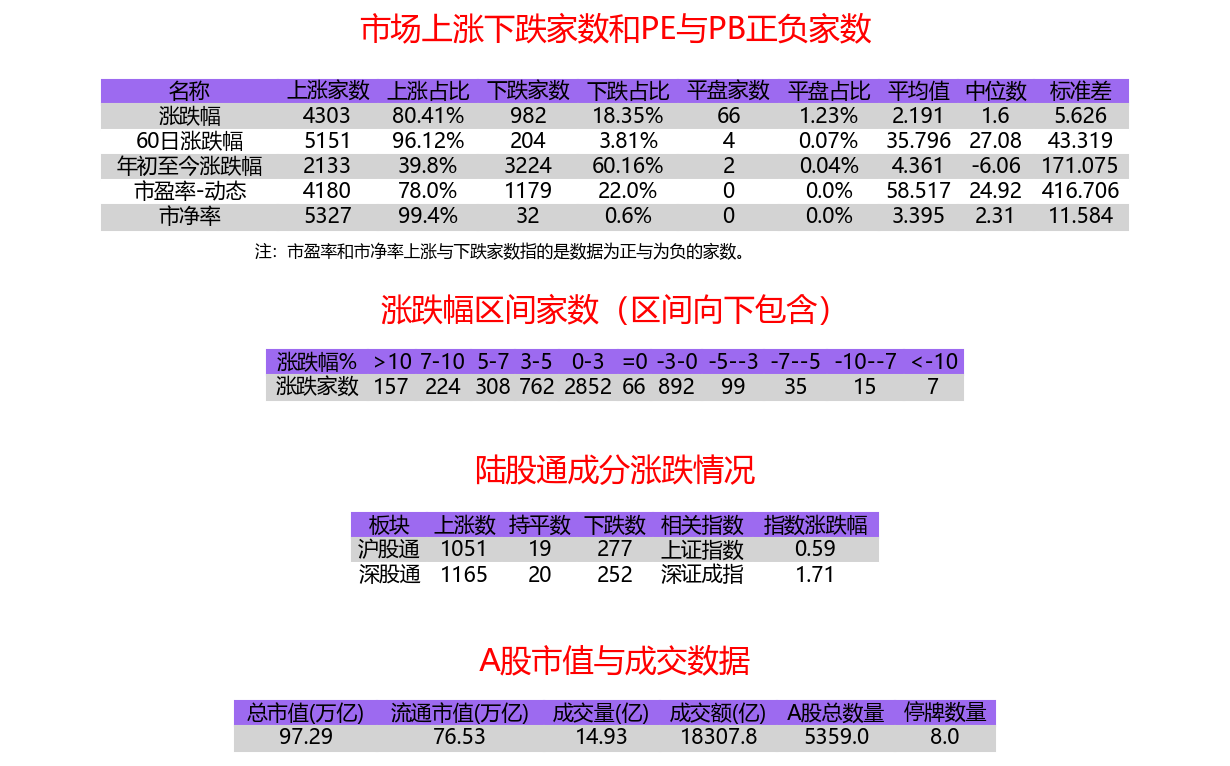 市场上涨下跌家数和PE与PB正负家数
名称 上涨家数 上涨占比 下跌家数 下跌占比 平盘家数 平盘占比 平均值 中位数 标准差
涨跌幅 4303 80.41% 982 18.35% 66 1.23% 2.191 1.6 5.626
60日涨跌幅 5151 96.12% 204 3.81% 4 0.07% 35.796 27.08 43.319
年初至今涨跌幅 2133 39.8% 3224 60.16% 2 0.04% 4.361 -6.06 171.075
市盈率-动态 4180 78.0% 1179 22.0% 0 0.0% 58.517 24.92 416.706
市净率 5327 99.4% 32 0.6% 0 0.0% 3.395 2.31 11.584
注：市盈率和市净率上涨与下跌家数指的是数据为正与为负的家数。
涨跌幅区间家数（区间向下包含）
涨跌幅% >10 7-10 5-7 3-5 0-3 =0 -3-0 -5--3 -7--5 -10--7 <-10
涨跌家数 157 224 308 762 2852 66 892 99 35 15 7
陆股通成分涨跌情况
板块 上涨数 持平数 下跌数 相关指数 指数涨跌幅
沪股通 1051 19 277 上证指数 0.59
深股通 1165 20 252 深证成指 1.71
A股市值与成交数据
总市值(万亿) 流通市值(万亿) 成交量(亿) 成交额(亿) A股总数量 停牌数量
97.29 76.53 14.93 18307.8 5359.0 8.0